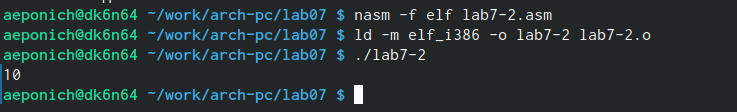 aeponich@dk6n64 ~/work/arch-pc/lab07 $ nasm -f elf lab7-2.asm
aeponich@dk6n64 ~/work/arch-pc/lab07 $ ld -m elf_i386 -o lab7-2 lab7-2.o
aeponich@dk6n64 ~/work/arch-pc/lab07 $ ./lab7-2
10
aeponich@dk6n64 ~/work/arch-pc/lab07 $